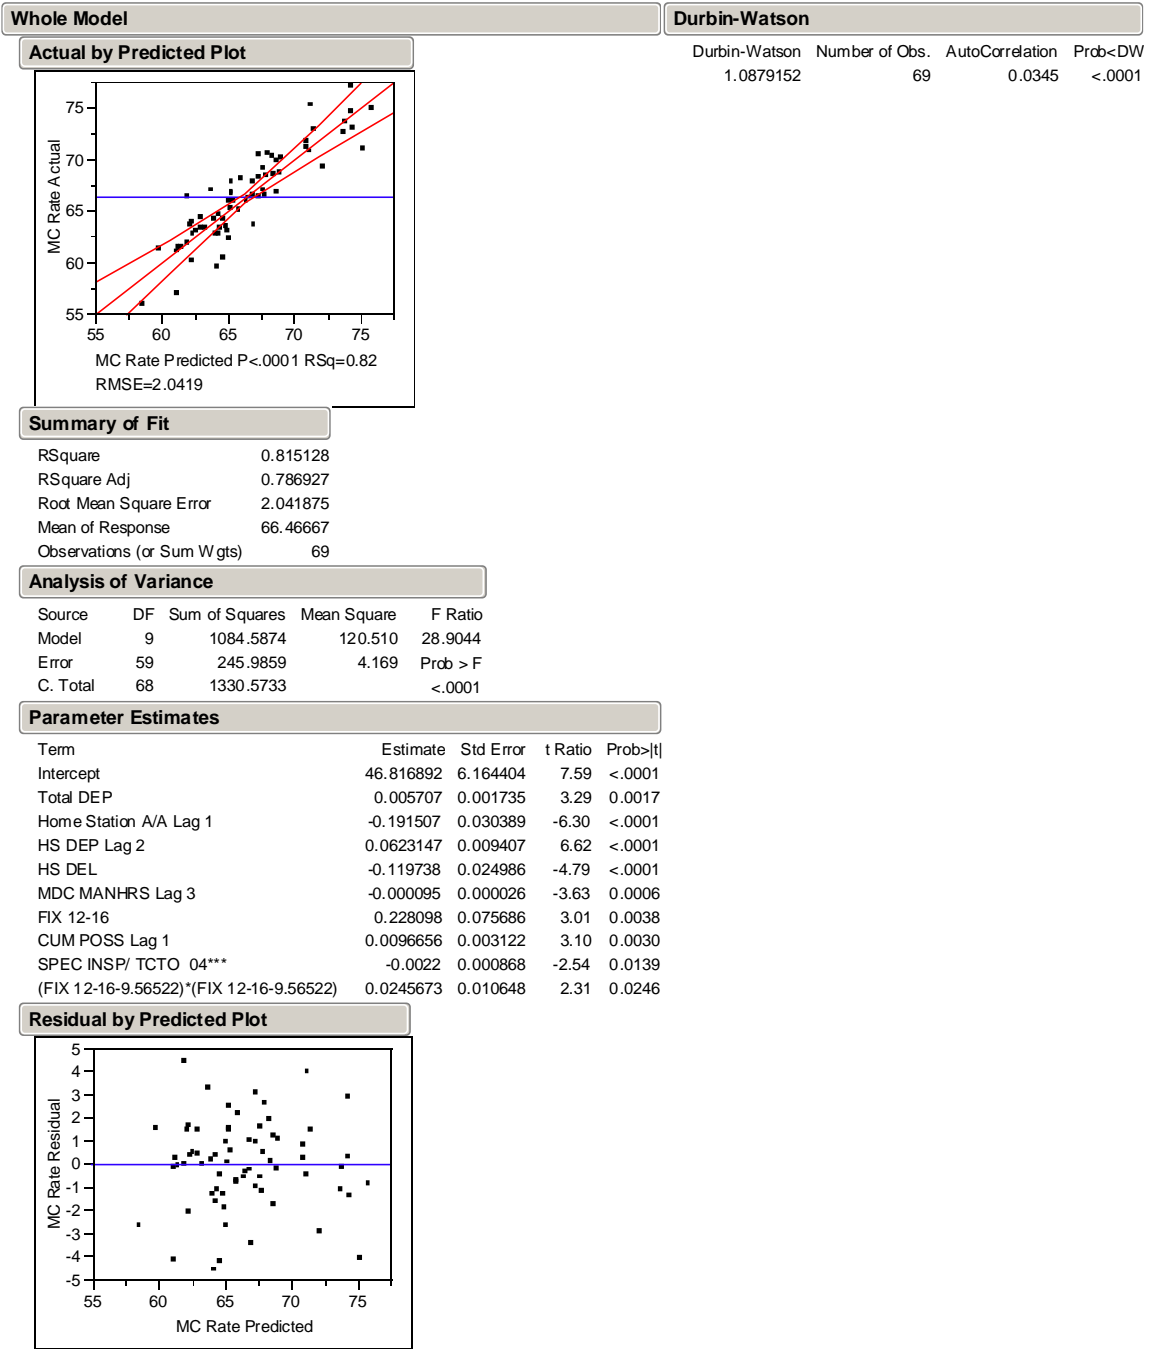 Whole Model
Durbin-Watson
Actual by Predicted Plot
Durbin-Watson Number of Obs. AutoCorrelation Prob<DW
1.0879152 69 0.0345 <.0001
MC Rate Actual
75
70
65
60
55
55 60 65 70 75
MC Rate Predicted P<.0001 RSq=0.82
RMSE=2.0419
Summary of Fit
RSquare 0.815128
RSquare Adj 0.786927
Root Mean Square Error 2.041875
Mean of Response 66.46667
Observations (or Sum Wgts) 69
Analysis of Variance
Source DF Sum of Squares Mean Square F Ratio
Model 9 1084.5874 120.510 28.9044
Error 59 245.9859 4.169 Prob > F
C. Total 68 1330.5733 <.0001
Parameter Estimates
Term Estimate Std Error t Ratio Prob>|t|
Intercept 46.816892 6.164404 7.59 <.0001
Total DEP 0.005707 0.001735 3.29 0.0017
Home Station A/A Lag 1 -0.191507 0.030389 -6.30 <.0001
HS DEP Lag 2 0.0623147 0.009407 6.62 <.0001
HS DEL -0.119738 0.024986 -4.79 <.0001
MDC MANHRS Lag 3 -0.000095 0.000026 -3.63 0.0006
FIX 12-16 0.228098 0.075686 3.01 0.0038
CUM POSS Lag 1 0.0096656 0.003122 3.10 0.0030
SPEC INSP/ TCTO 04*** -0.0022 0.000868 -2.54 0.0139
(FIX 12-16-9.56522)*(FIX 12-16-9.56522) 0.0245673 0.010648 2.31 0.0246
Residual by Predicted Plot
MC Rate Residual
5
4
3
2
1
0
-1
-2
-3
-4
-5
55 60 65 70 75
MC Rate Predicted